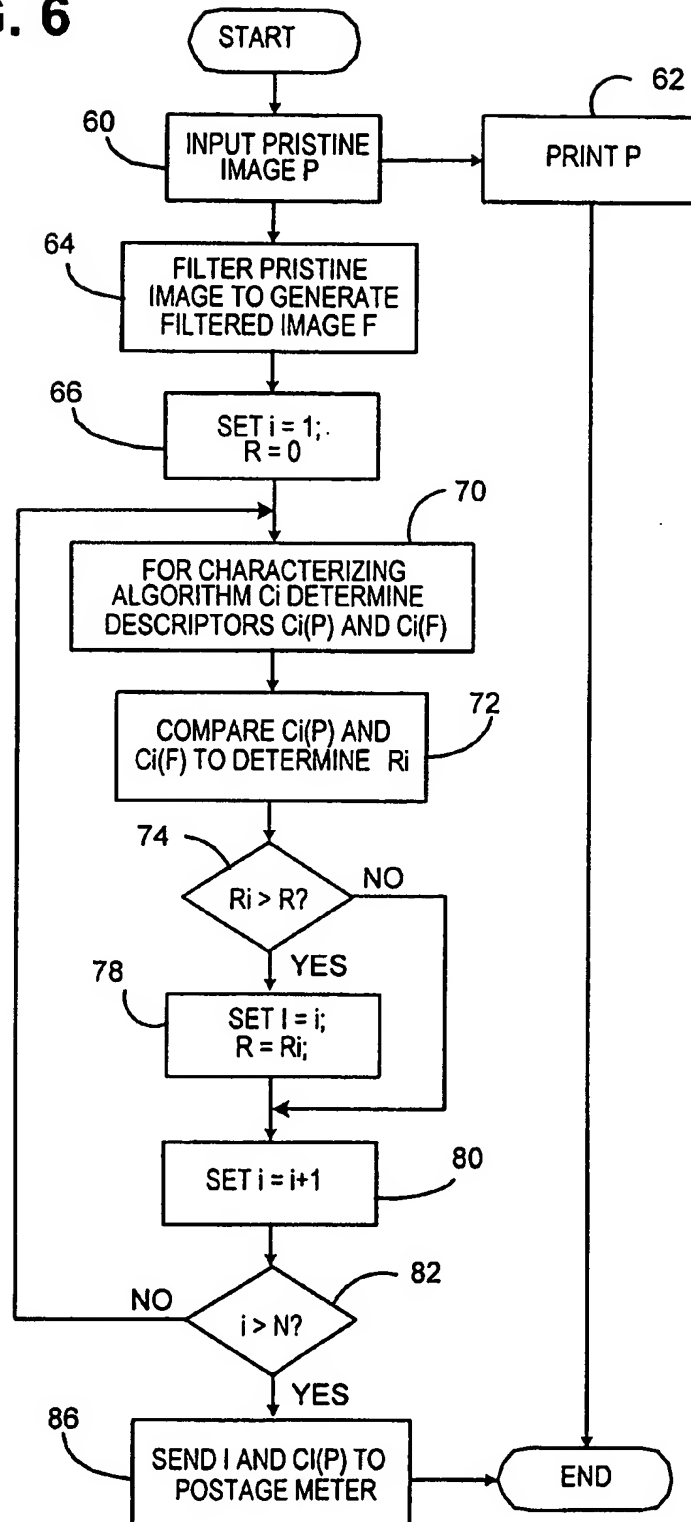 G. 6
START
62
60
INPUT PRISTINE
IMAGE P
PRINT P
64
FILTER PRISTINE
IMAGE TO GENERATE
FILTERED IMAGE F
66
SET i = 1;
R = 0
70
FOR CHARACTERIZING
ALGORITHM Ci DETERMINE
DESCRIPTORS Ci(P) AND Ci(F)
72
COMPARE Ci(P) AND
Ci(F) TO DETERMINE Ri
74
Ri > R?
NO
YES
78
SET I = i;
R = Ri;
80
SET i = i+1
82
NO
i > N?
YES
86
SEND I AND CI(P) TO
POSTAGE METER
END